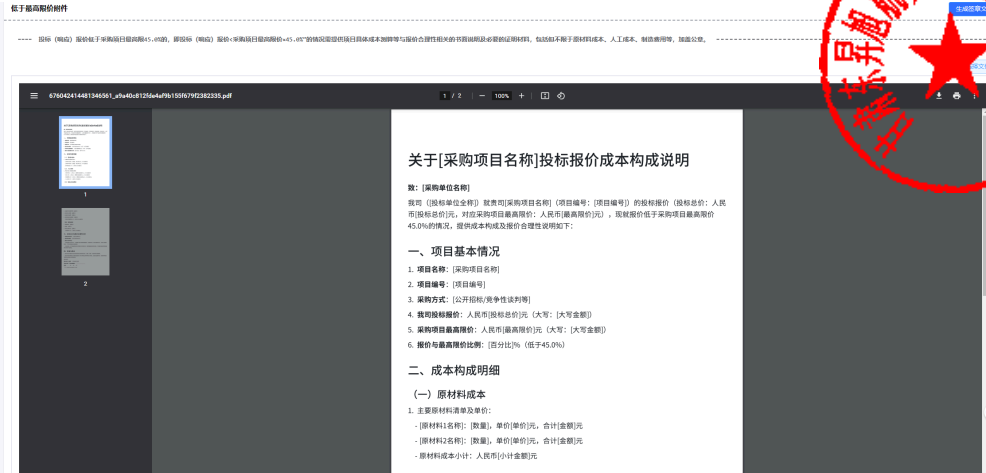 低于最高限价附件
生成签章文
投标（响应）报价低于采购项目最高限45.0%的，即投标（响应）报价<采购项目最高限价×45.0%"的情况需提供项目具体成本测算等与报价合理性相关的书面说明及必要的证明材料，包括但不限于原材料成本、人工成本、制造费用等，加盖公章。
676042414481346561_a9a40c812fde4af9b155f679f2382335.pdf
1 / 2
100%
1
2
关于[采购项目名称]投标报价成本构成说明
致：[采购单位名称]
我司（[投标单位全称]）就贵司[采购项目名称]（项目编号：[项目编号]）的投标报价（投标总价：人民
币[投标总价]元，对应采购项目最高限价：人民币[最高限价]元），现就报价低于采购项目最高限价
45.0%的情况，提供成本构成及报价合理性说明如下：
一、项目基本情况
1. 项目名称：[采购项目名称]
2. 项目编号：[项目编号]
3. 采购方式：[公开招标/竞争性谈判等]
4. 我司投标报价：人民币[投标总价]元（大写：[大写金额]）
5. 采购项目最高限价：人民币[最高限价]元（大写：[大写金额]）
6. 报价与最高限价比例：[百分比]%（低于45.0%）
二、成本构成明细
（一）原材料成本
1. 主要原材料清单及单价：
- [原材料1名称]：[数量]，单价[单价]元，合计[金额]元
- [原材料2名称]：[数量]，单价[单价]元，合计[金额]元
- 原材料成本小计：人民币[小计金额]元